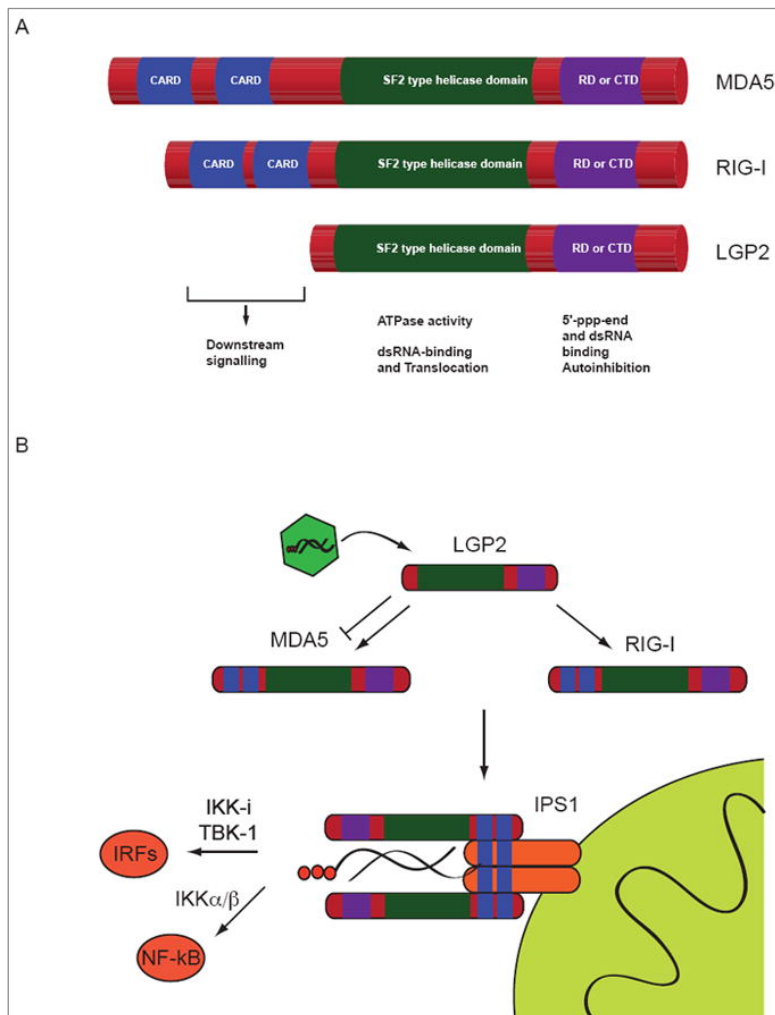 A
CARD CARD SF2 type helicase domain RD or CTD MDA5
CARD CARD SF2 type helicase domain RD or CTD RIG-I
SF2 type helicase domain RD or CTD LGP2
Downstream
signalling
ATPase activity
dsRNA-binding
and Translocation
5'-ppp-end
and dsRNA
binding
Autoinhibition
B
LGP2
MDA5
RIG-I
IPS1
IKK-i
TBK-1
IRFs
IKKα/β
NF-kB